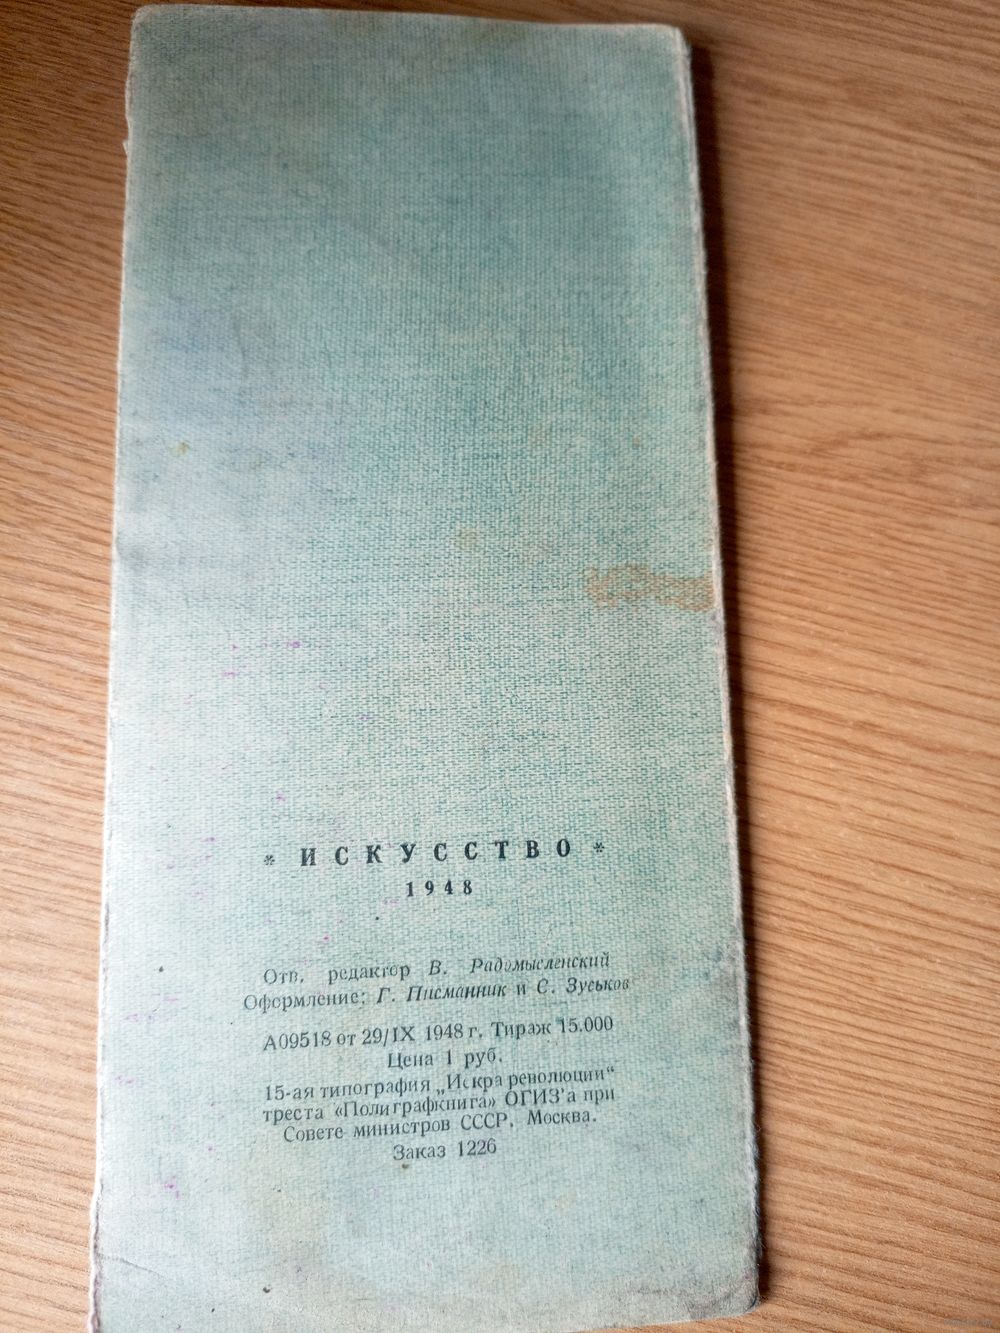 * ИСКУССТВО *
1948
Отв. редактор В. Радомысленский
Оформление: Г. Писманник и С. Зуськов
А09518 от 29/IX 1948 г. Тираж 15.000
Цена 1 руб.
15-ая типография „Искра революции“
треста «Полиграфкнига» ОГИЗ'а при
Совете министров СССР. Москва.
Заказ 1226